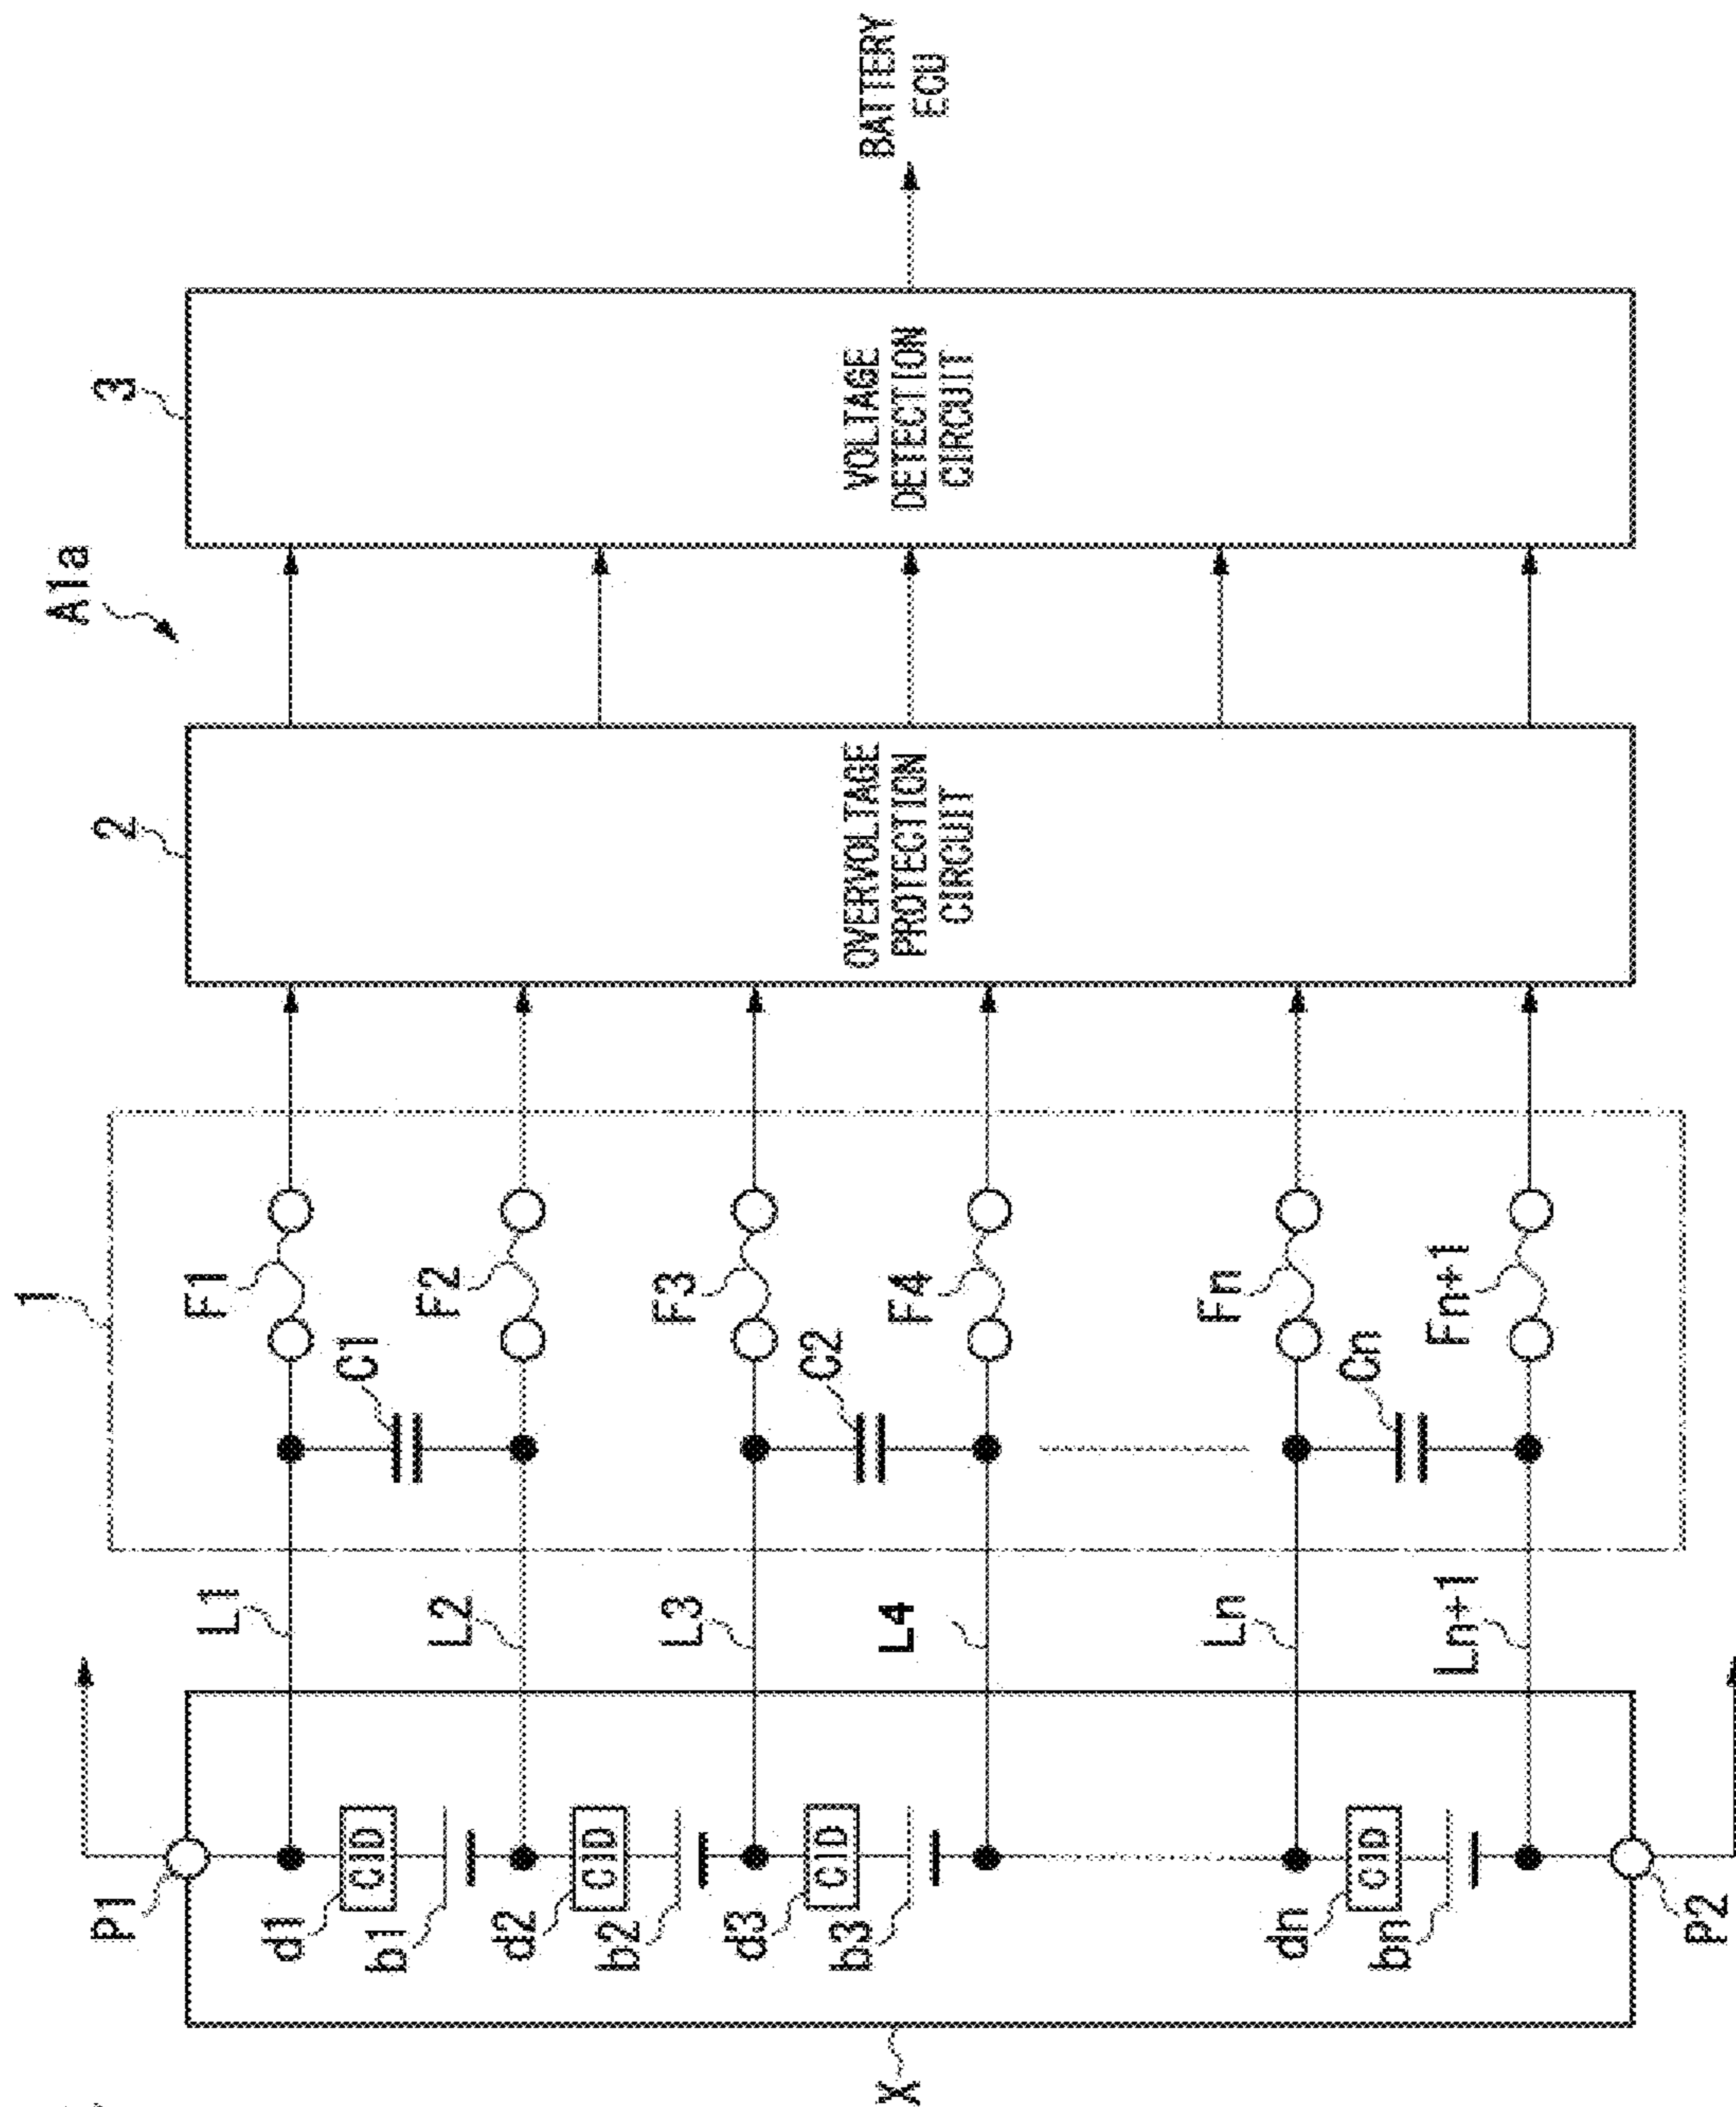 P1
d1
b1
d2
b2
d3
b3
dn
bn
P2
CID
CID
CID
CID
X
L1
L2
L3
L4
Ln
Ln+1
1
F1
C1
F2
F3
C2
F4
Fn
Cn
Fn+1
2
OVERVOLTAGE
PROTECTION
CIRCUIT
A1a
3
VOLTAGE
DETECTION
CIRCUIT
BATTERY
ECU